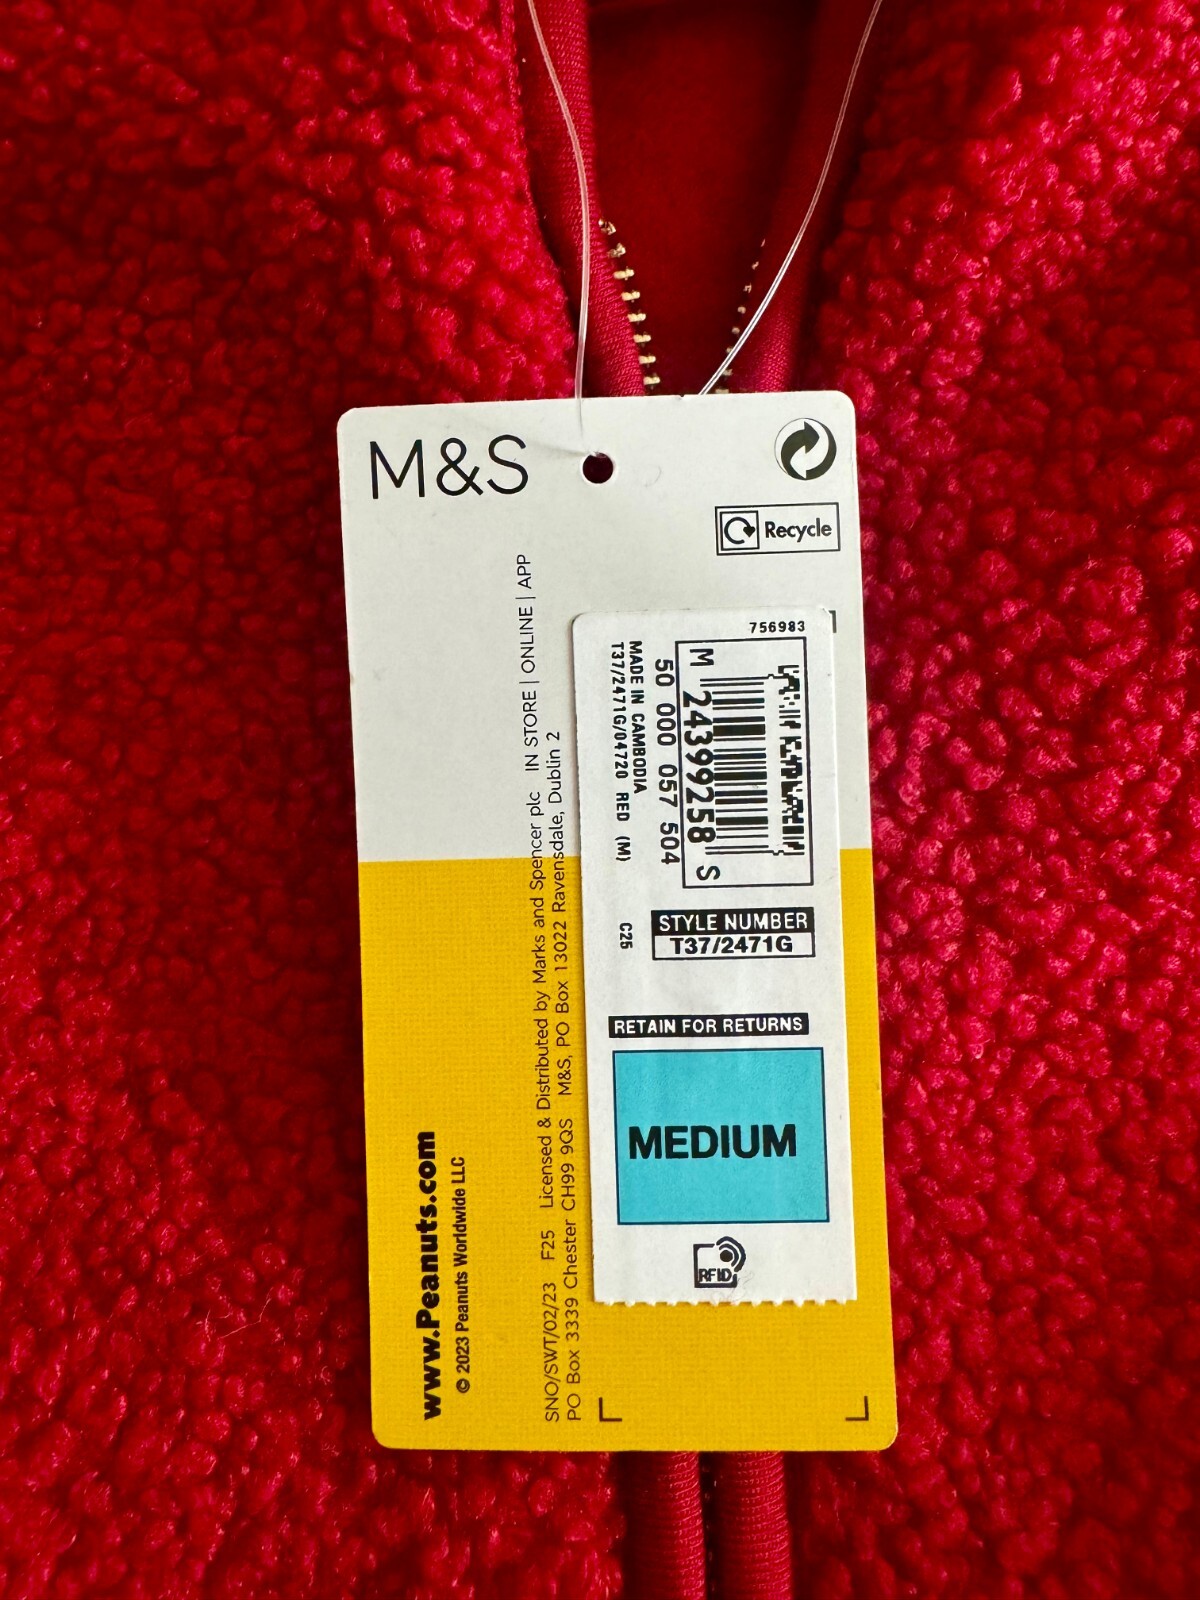 M&S
Recycle
756983
M 24399258 S
50 000 057 504
MADE IN CAMBODIA
T37/2471G/04720 RED (M) C25
STYLE NUMBER
T37/2471G
RETAIN FOR RETURNS
MEDIUM
RFID
www.Peanuts.com
© 2023 Peanuts Worldwide LLC
SNO/SWT/02/23 F25 Licensed & Distributed by Marks and Spencer plc IN STORE | ONLINE | APP
PO Box 3339 Chester CH99 9QS M&S, PO Box 13022 Ravensdale, Dublin 2